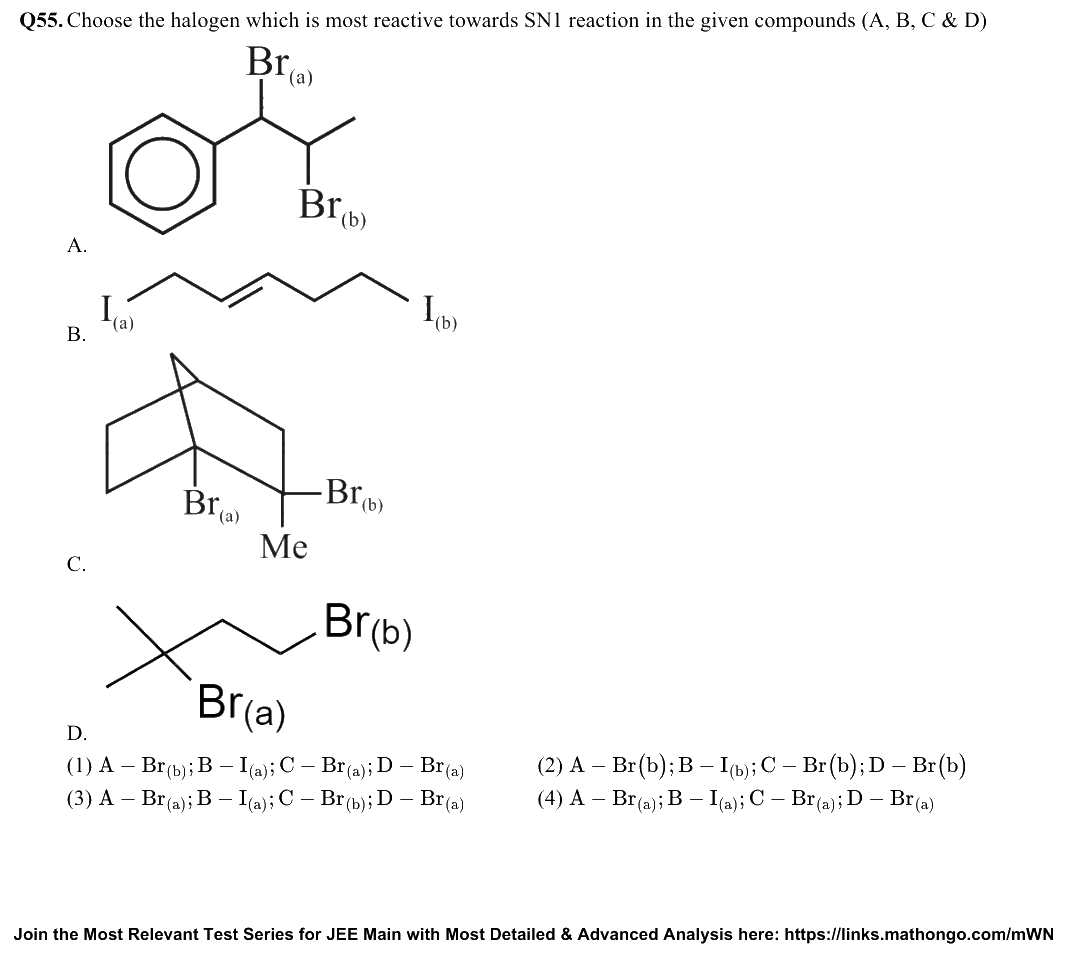 Q55. Choose the halogen which is most reactive towards SN1 reaction in the given compounds (A, B, C & D)
Br(a)
Br(b)
A.
I(a)
I(b)
B.
Br(a)
Br(b)
Me
C.
Br(b)
Br(a)
D.
(1) A – Br(b); B – I(a); C – Br(a); D – Br(a)
(2) A – Br(b); B – I(b); C – Br(b); D – Br(b)
(3) A – Br(a); B – I(a); C – Br(b); D – Br(a)
(4) A – Br(a); B – I(a); C – Br(a); D – Br(a)
Join the Most Relevant Test Series for JEE Main with Most Detailed & Advanced Analysis here: https://links.mathongo.com/mWN